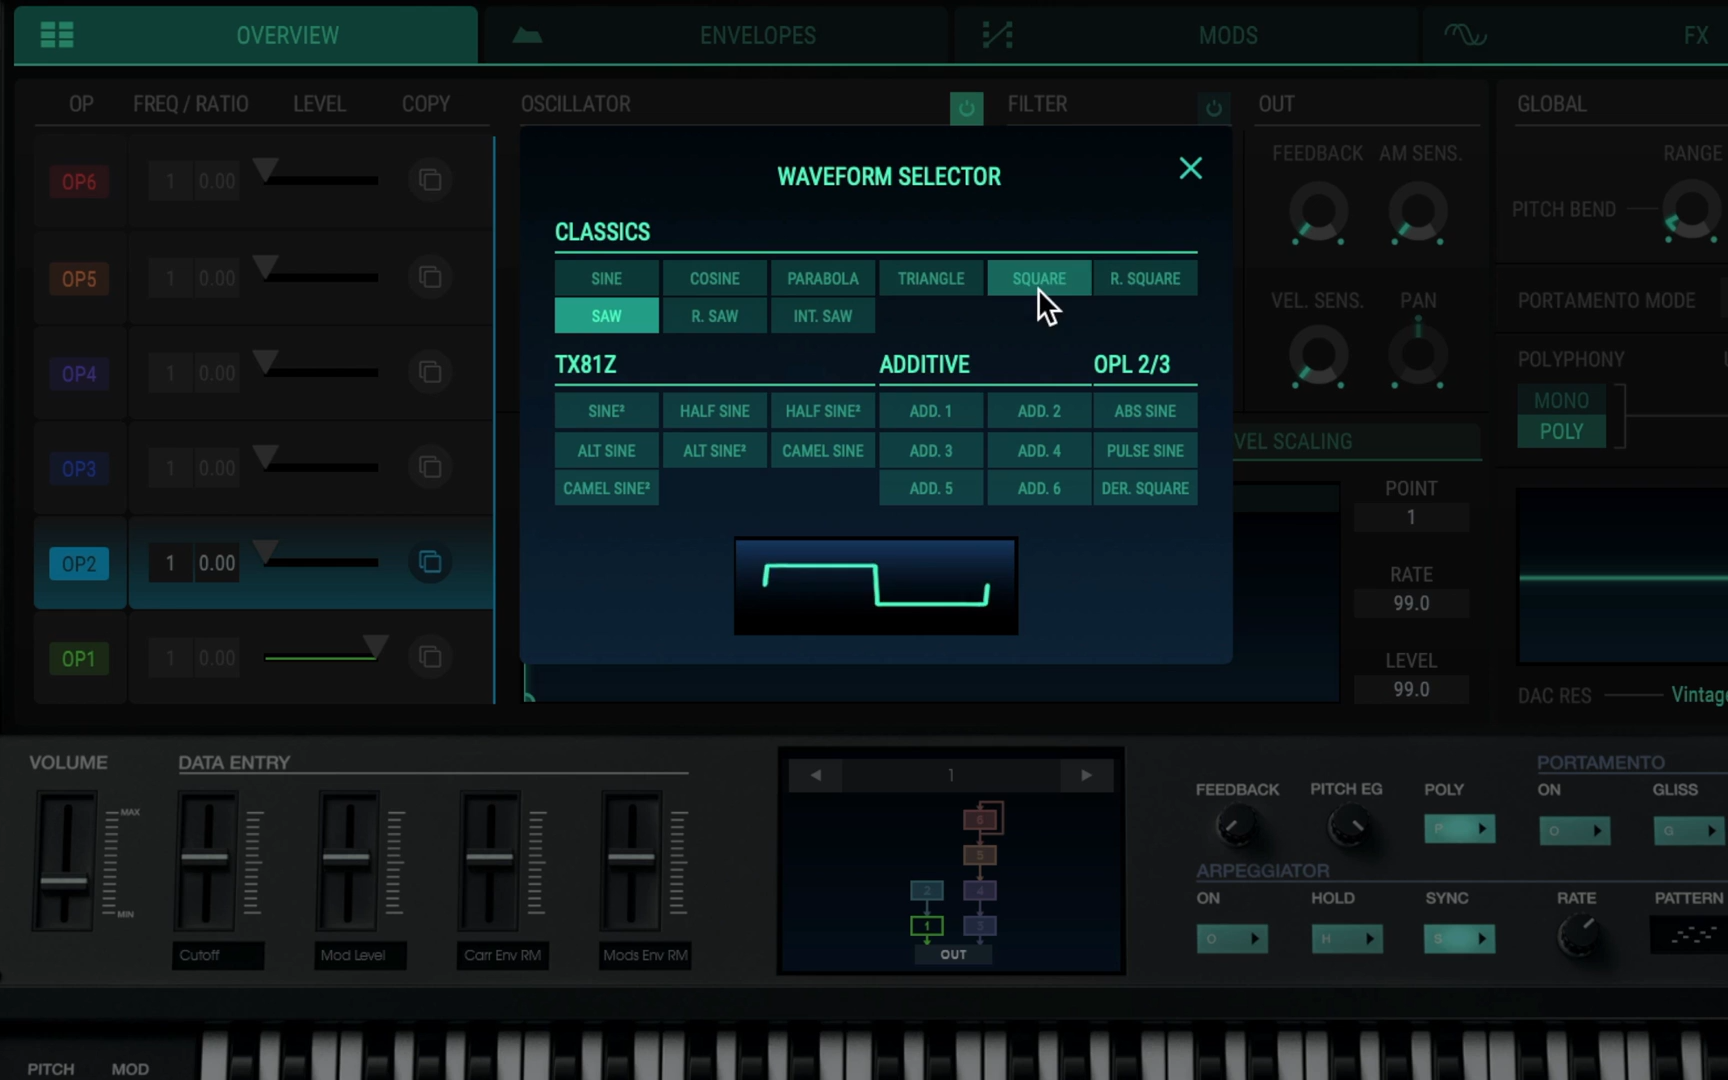 OVERVIEW ENVELOPES MODS FX
OP FREQ / RATIO LEVEL COPY OSCILLATOR FILTER OUT GLOBAL
WAVEFORM SELECTOR
CLASSICS
SINE COSINE PARABOLA TRIANGLE SQUARE R. SQUARE
SAW R. SAW INT. SAW
TX81Z ADDITIVE OPL 2/3
SINE² HALF SINE HALF SINE² ADD. 1 ADD. 2 ABS SINE
ALT SINE ALT SINE² CAMEL SINE ADD. 3 ADD. 4 PULSE SINE
CAMEL SINE² ADD. 5 ADD. 6 DER. SQUARE
OP6 1 0.00
OP5 1 0.00
OP4 1 0.00
OP3 1 0.00
OP2 1 0.00
OP1 1 0.00
FEEDBACK AM SENS.
VEL. SENS. PAN
RANGE
PITCH BEND
PORTAMENTO MODE
POLYPHONY
MONO
POLY
VEL SCALING
POINT
1
RATE
99.0
LEVEL
99.0
DAC RES Vintag
VOLUME DATA ENTRY
MAX
MIN
Cutoff Mod Level Carr Env RM Mods Env RM
1
6
5
2 4
1 3
OUT
FEEDBACK PITCH EG POLY
P
PORTAMENTO
ON GLISS
O G
ARPEGGIATOR
ON HOLD SYNC RATE PATTERN
O H S
PITCH MOD